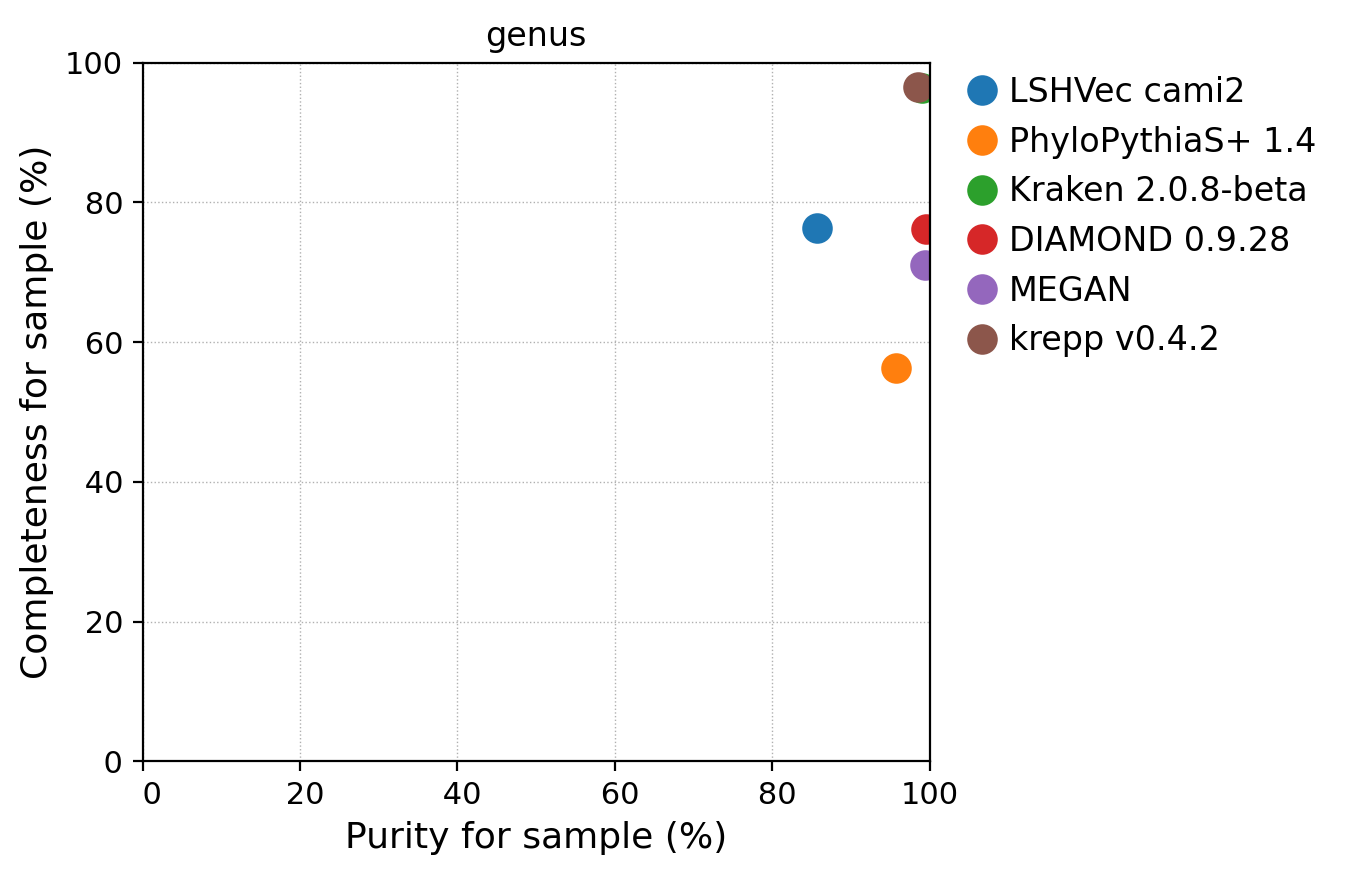 genus
100
80
60
40
20
0
Completeness for sample (%)
0 20 40 60 80 100
Purity for sample (%)
LSHVec cami2
PhyloPythiaS+ 1.4
Kraken 2.0.8-beta
DIAMOND 0.9.28
MEGAN
krepp v0.4.2